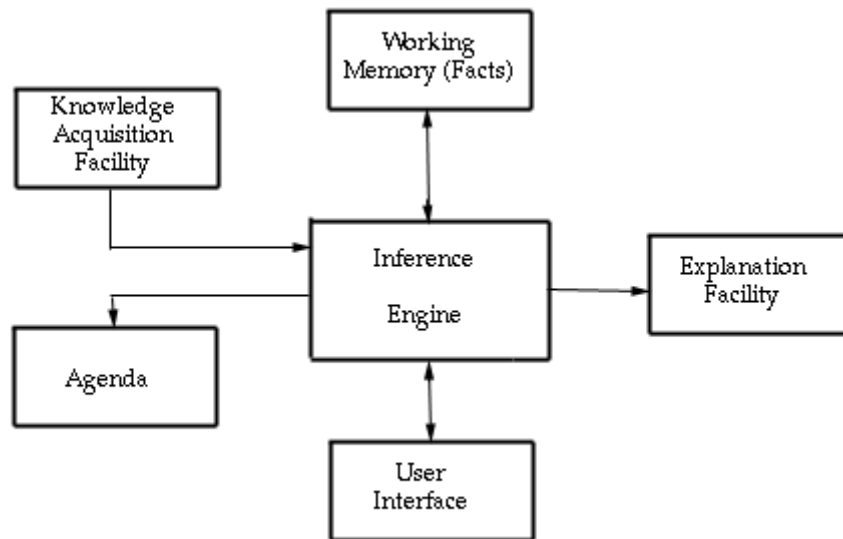 Working
Memory (Facts)
Knowledge
Acquisition
Facility
Inference
Engine
Explanation
Facility
Agenda
User
Interface